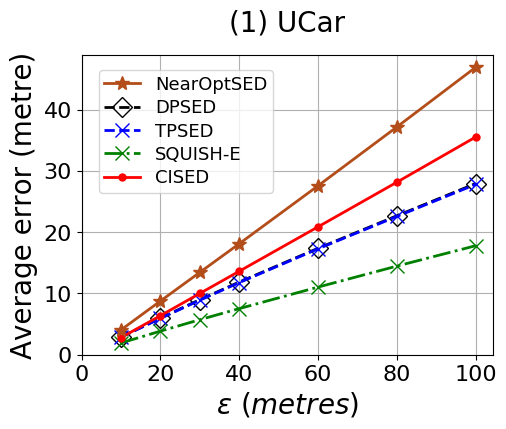 (1) UCar
Average error (metre)
40
30
20
10
0
NearOptSED
DPSED
TPSED
SQUISH-E
CISED
0 20 40 60 80 100
ε (metres)